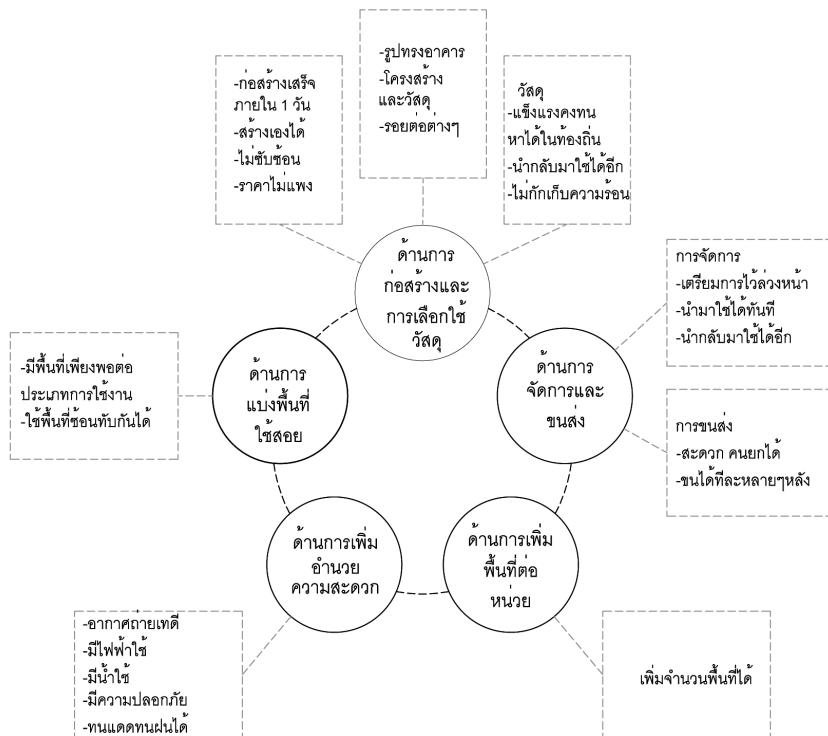 -รูปทรงอาคาร
-โครงสร้าง
และวัสดุ
-รอยต่อต่างๆ
-ก่อสร้างเสร็จ
ภายใน 1 วัน
-สร้างเองได้
-ไม่ซับซ้อน
-ราคาไม่แพง
วัสดุ
-แข็งแรงคงทน
หาได้ในท้องถิ่น
-นำกลับมาใช้ได้อีก
-ไม่กักเก็บความร้อน
ด้านการ
ก่อสร้างและ
การเลือกใช้
วัสดุ
การจัดการ
-เตรียมการไว้ล่วงหน้า
-นำมาใช้ได้ทันที
-นำกลับมาใช้ได้อีก
ด้านการ
จัดการและ
ขนส่ง
การขนส่ง
-สะดวก คนยกได้
-ขนได้ทีละหลายๆหลัง
-มีพื้นที่เพียงพอต่อ
ประเภทการใช้งาน
-ใช้พื้นที่ซ้อนทับกันได้
ด้านการ
แบ่งพื้นที่
ใช้สอย
ด้านการเพิ่ม
อำนวย
ความสะดวก
ด้านการเพิ่ม
พื้นที่ต่อ
หน่วย
-อากาศถ่ายเทดี
-มีไฟฟ้าใช้
-มีน้ำใช้
-มีความปลอกภัย
-ทนแดดทนฝนได้
เพิ่มจำนวนพื้นที่ได้